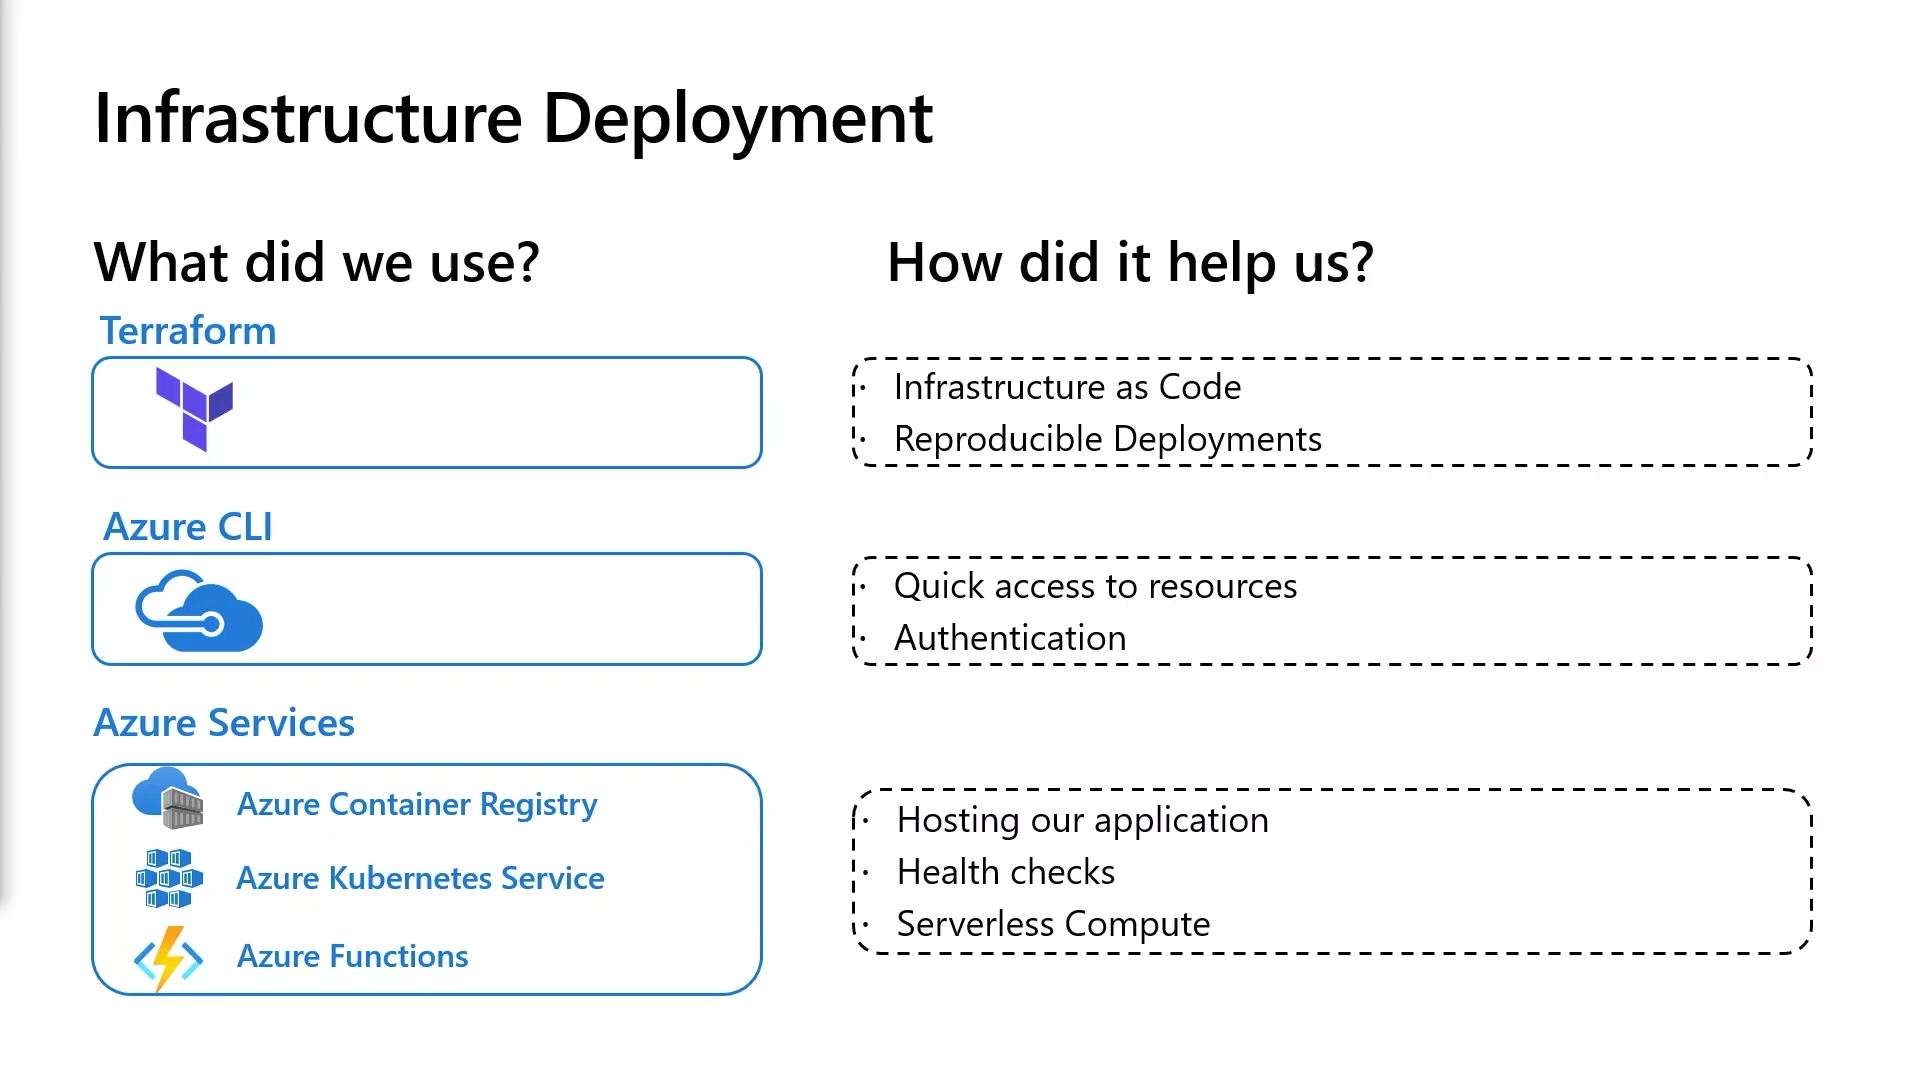 Infrastructure Deployment
What did we use?
How did it help us?
Terraform
• Infrastructure as Code
• Reproducible Deployments
Azure CLI
• Quick access to resources
• Authentication
Azure Services
Azure Container Registry
Azure Kubernetes Service
Azure Functions
• Hosting our application
• Health checks
• Serverless Compute